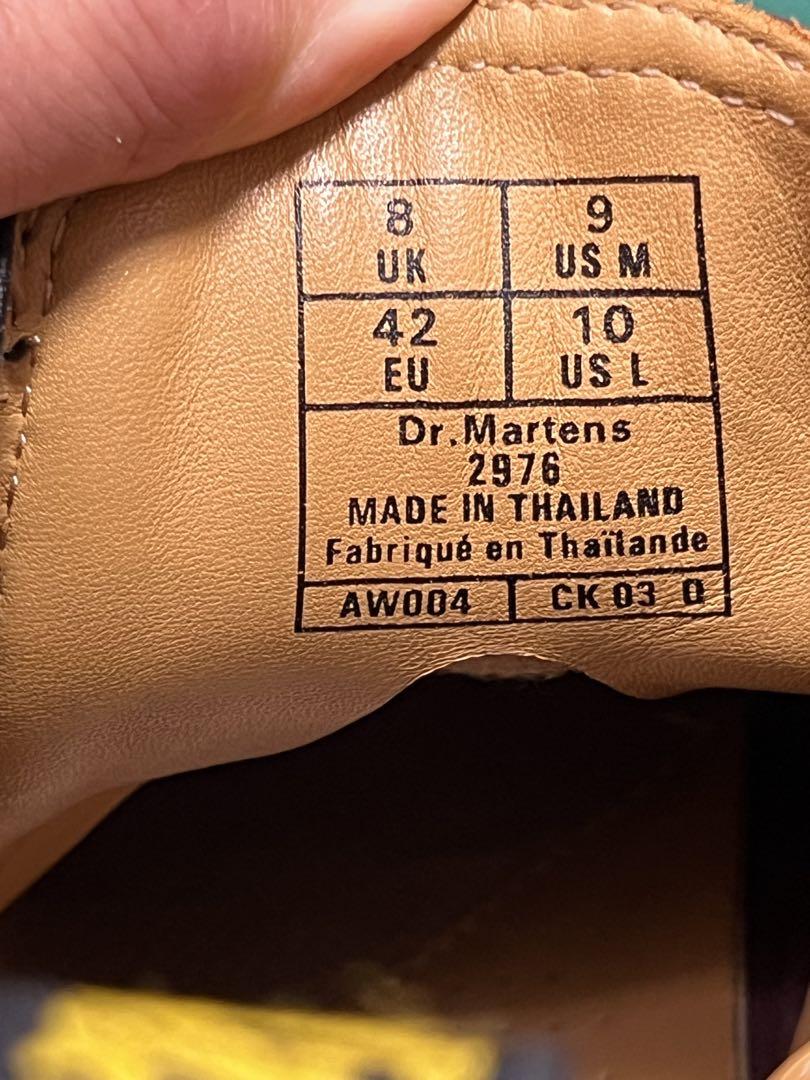 8 9
UK US M
42 10
EU US L
Dr.Martens
2976
MADE IN THAILAND
Fabriqué en Thaïlande
AW004 CK 03 Q